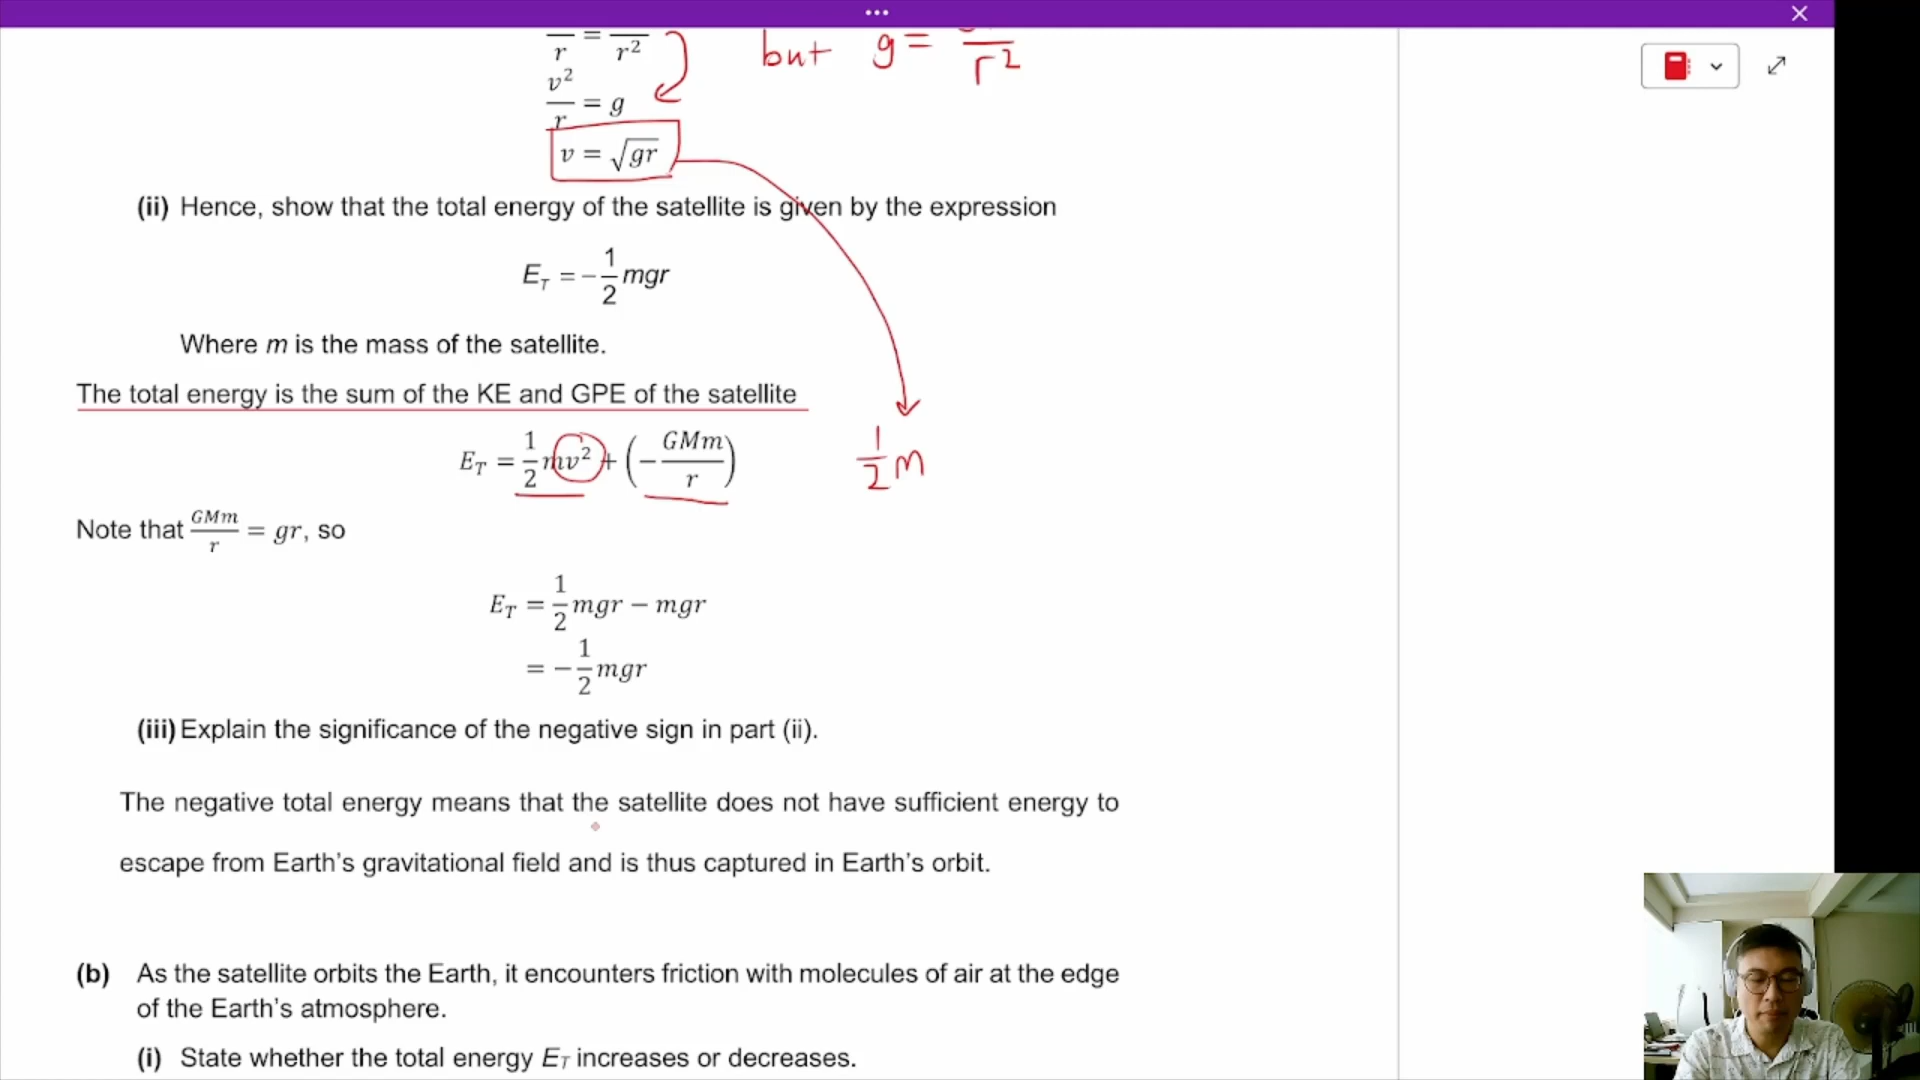 — = —
r r²
but g = — r²
v²/r = g
v = √gr
(ii) Hence, show that the total energy of the satellite is given by the expression
E_T = −1/2 mgr
Where m is the mass of the satellite.
The total energy is the sum of the KE and GPE of the satellite
E_T = 1/2 mv² + (−GMm/r)
1/2 m
Note that GMm/r = gr, so
E_T = 1/2 mgr − mgr
= −1/2 mgr
(iii) Explain the significance of the negative sign in part (ii).
The negative total energy means that the satellite does not have sufficient energy to
escape from Earth's gravitational field and is thus captured in Earth's orbit.
(b) As the satellite orbits the Earth, it encounters friction with molecules of air at the edge
of the Earth's atmosphere.
(i) State whether the total energy E_T increases or decreases.